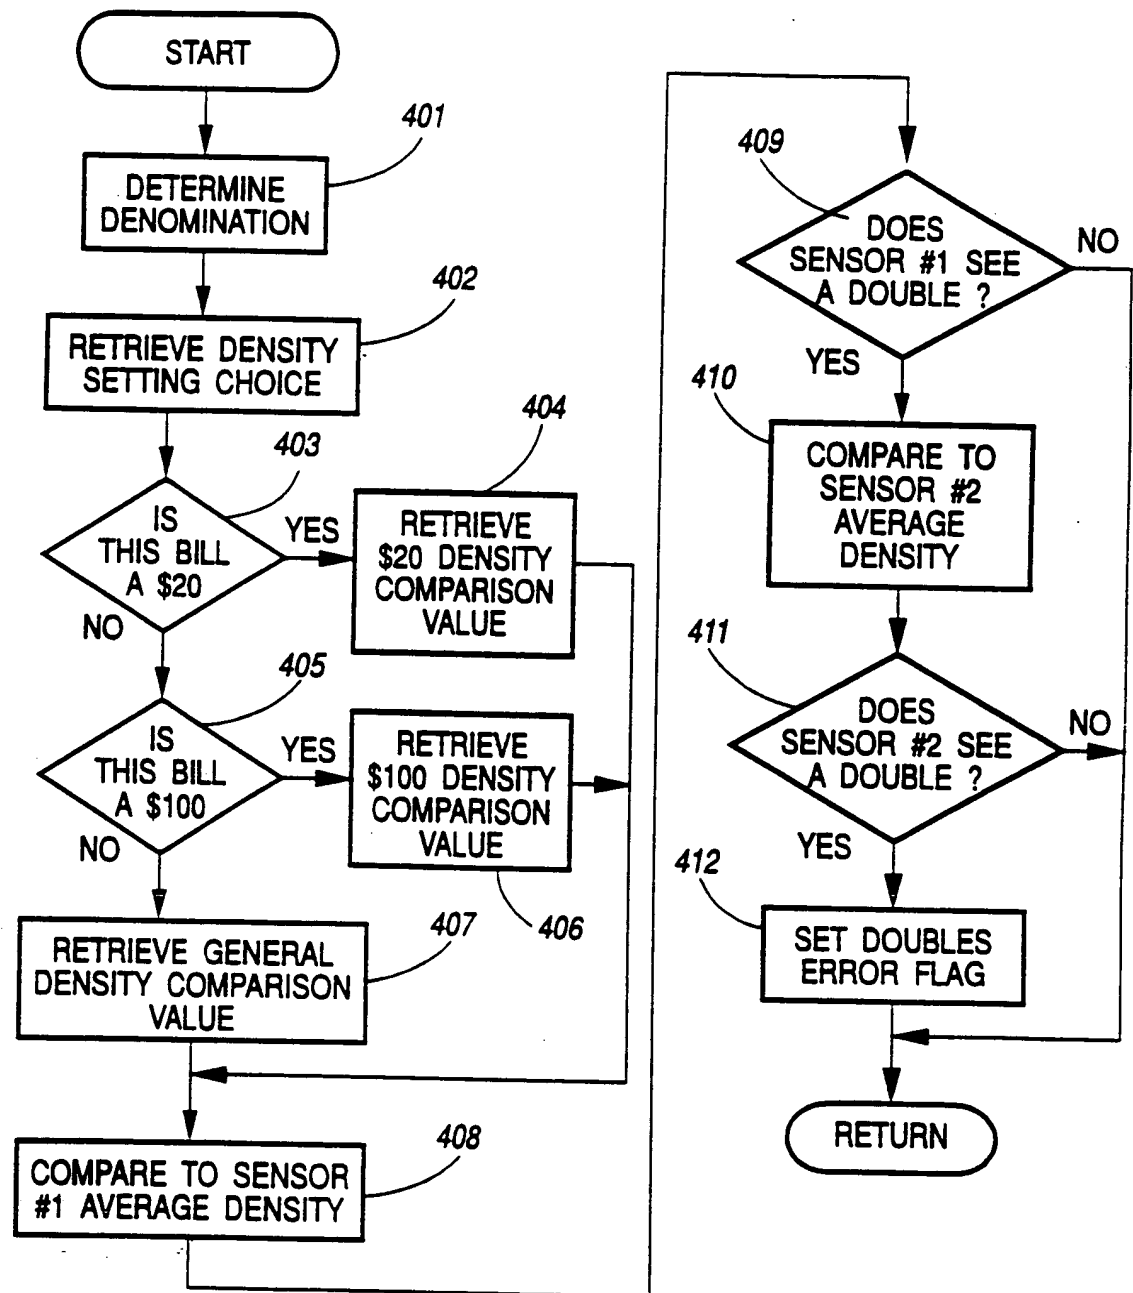 START
401
DETERMINE
DENOMINATION
402
RETRIEVE DENSITY
SETTING CHOICE
403
IS
THIS BILL
A $20
YES
NO
404
RETRIEVE
$20 DENSITY
COMPARISON
VALUE
405
IS
THIS BILL
A $100
YES
NO
RETRIEVE
$100 DENSITY
COMPARISON
VALUE
406
407
RETRIEVE GENERAL
DENSITY COMPARISON
VALUE
408
COMPARE TO SENSOR
#1 AVERAGE DENSITY
409
DOES
SENSOR #1 SEE
A DOUBLE ?
NO
YES
410
COMPARE TO
SENSOR #2
AVERAGE
DENSITY
411
DOES
SENSOR #2 SEE
A DOUBLE ?
NO
YES
412
SET DOUBLES
ERROR FLAG
RETURN